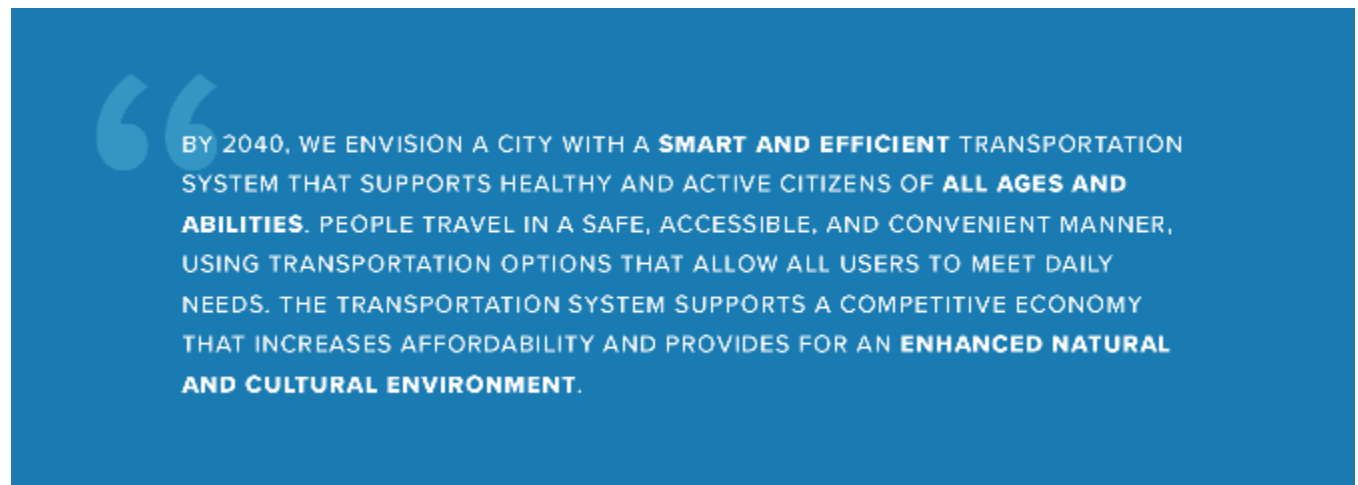 BY 2040, WE ENVISION A CITY WITH A SMART AND EFFICIENT TRANSPORTATION
SYSTEM THAT SUPPORTS HEALTHY AND ACTIVE CITIZENS OF ALL AGES AND
ABILITIES. PEOPLE TRAVEL IN A SAFE, ACCESSIBLE, AND CONVENIENT MANNER,
USING TRANSPORTATION OPTIONS THAT ALLOW ALL USERS TO MEET DAILY
NEEDS. THE TRANSPORTATION SYSTEM SUPPORTS A COMPETITIVE ECONOMY
THAT INCREASES AFFORDABILITY AND PROVIDES FOR AN ENHANCED NATURAL
AND CULTURAL ENVIRONMENT.